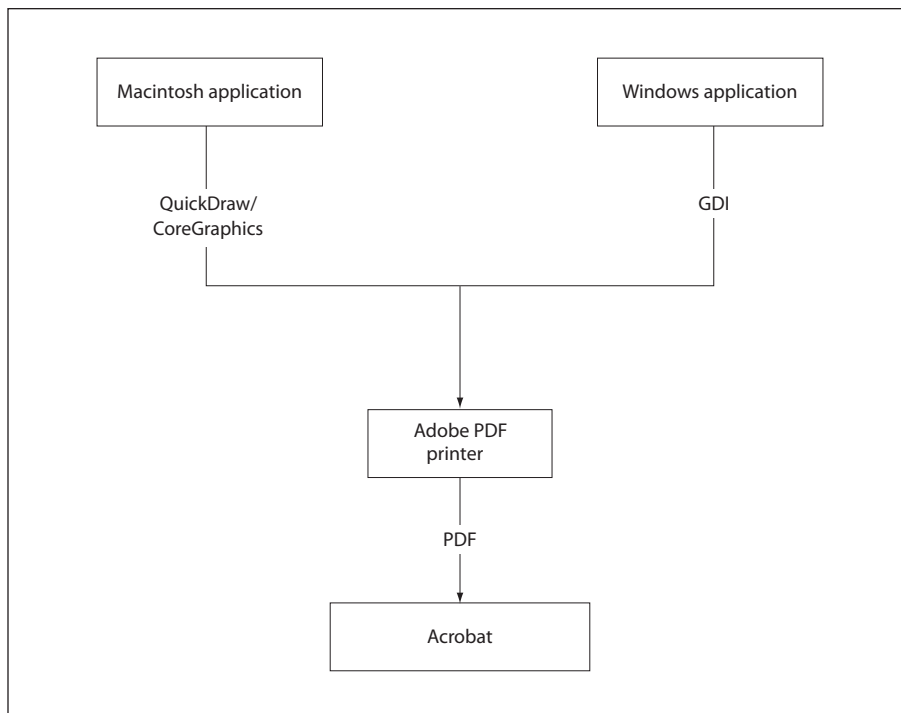 Macintosh application
Windows application
QuickDraw/
CoreGraphics
GDI
Adobe PDF
printer
PDF
Acrobat